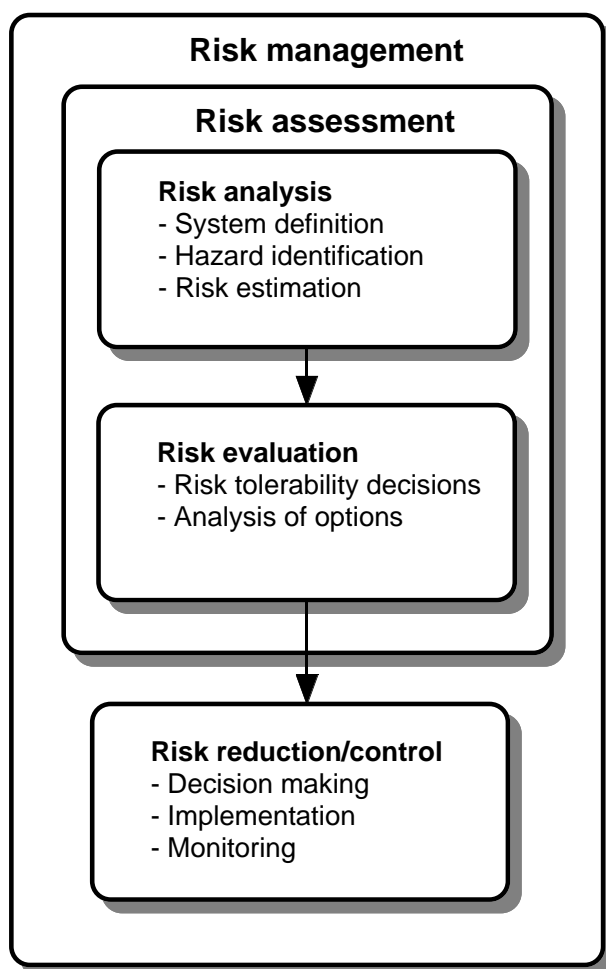 Risk management
Risk assessment
Risk analysis
- System definition
- Hazard identification
- Risk estimation
Risk evaluation
- Risk tolerability decisions
- Analysis of options
Risk reduction/control
- Decision making
- Implementation
- Monitoring